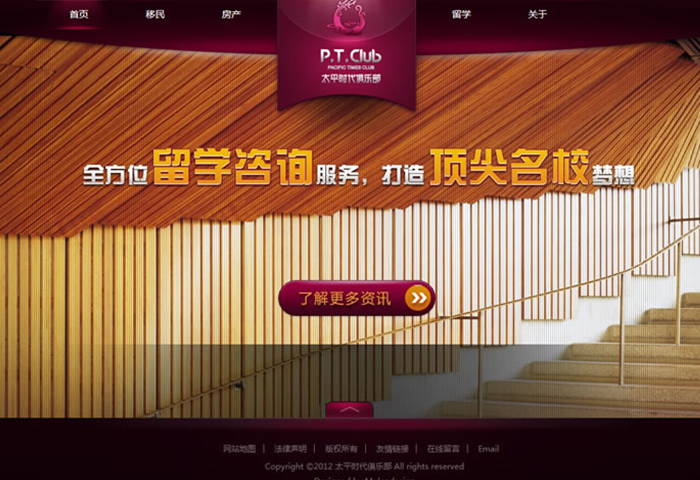 首页 移民 房产 留学 关于
P.T.Club
PACIFIC TIMES CLUB
太平时代俱乐部
全方位留学咨询服务，打造顶尖名校梦想
了解更多资讯
网站地图 | 法律声明 | 版权所有 | 友情链接 | 在线留言 | Email
Copyright ©2012 太平时代俱乐部 All rights reserved